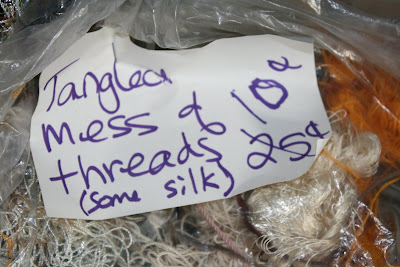 Tangled
mess of 10¢
threads 25¢
(some silk)